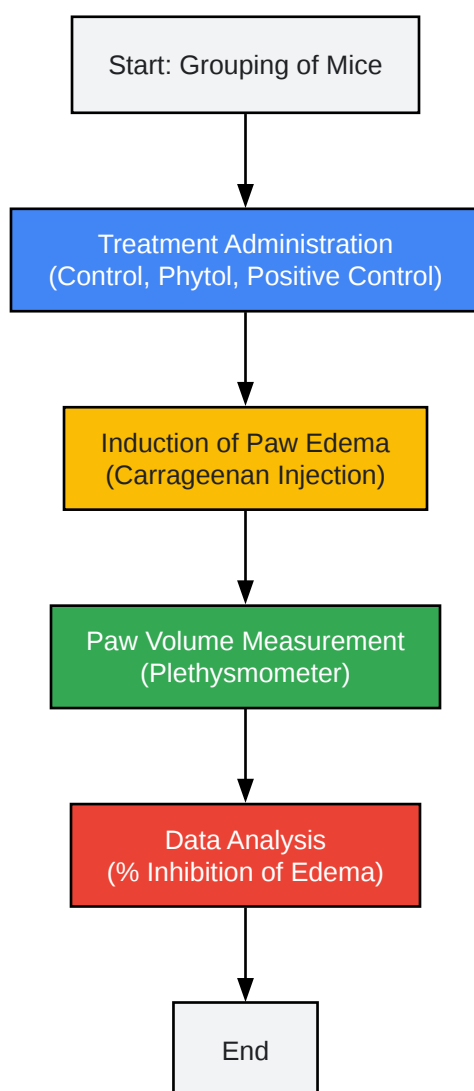 Start: Grouping of Mice
Treatment Administration
(Control, Phytol, Positive Control)
Induction of Paw Edema
(Carrageenan Injection)
Paw Volume Measurement
(Plethysmometer)
Data Analysis
(% Inhibition of Edema)
End